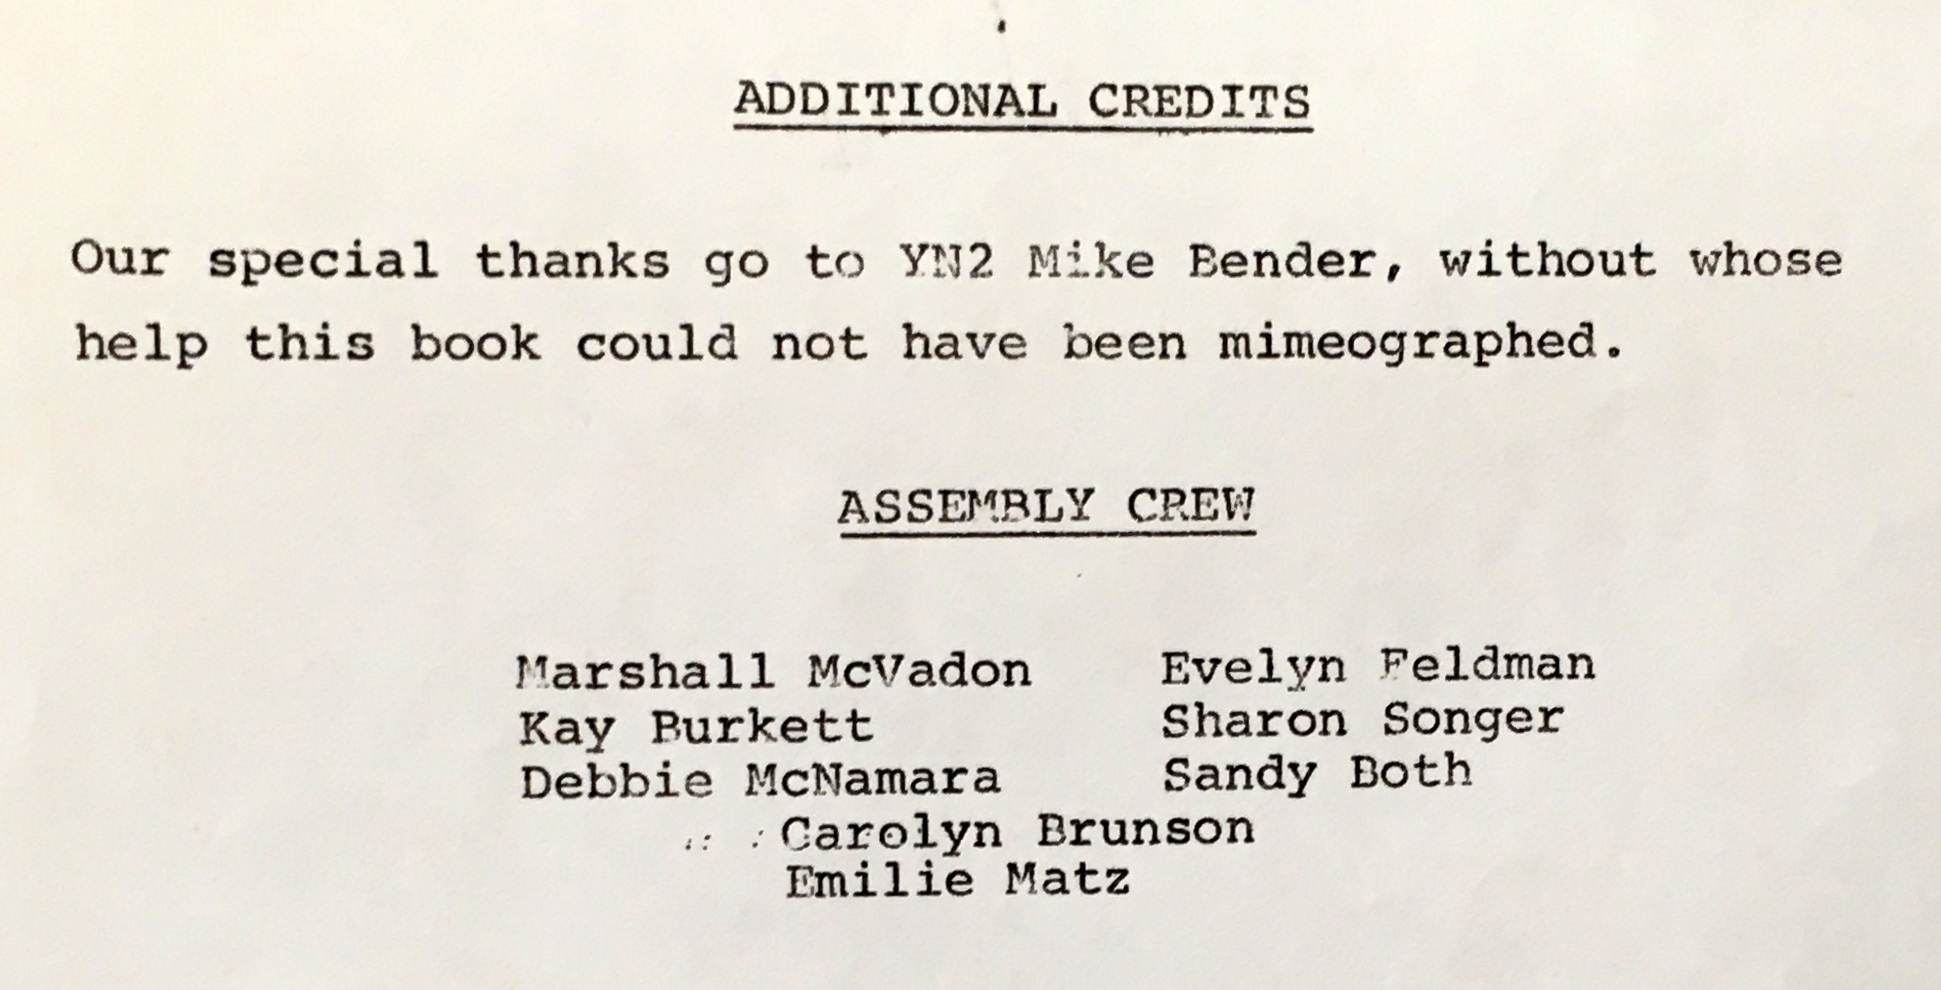 ADDITIONAL CREDITS
Our special thanks go to YN2 Mike Bender, without whose
help this book could not have been mimeographed.
ASSEMBLY CREW
Marshall McVadon Evelyn Feldman
Kay Burkett Sharon Songer
Debbie McNamara Sandy Both
Carolyn Brunson
Emilie Matz